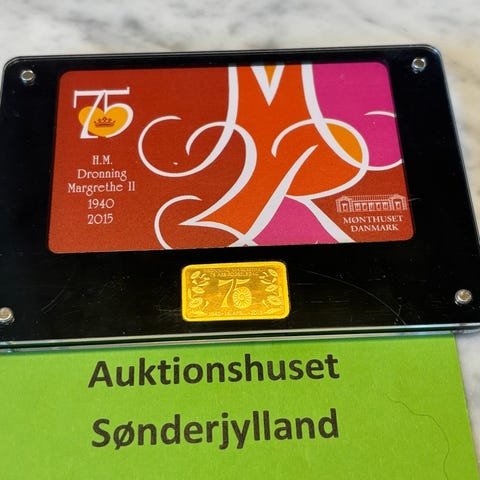 75
H.M.
Dronning
Margrethe II
1940
2015
MØNTHUSET
DANMARK
75
Auktionshuset
Sønderjylland